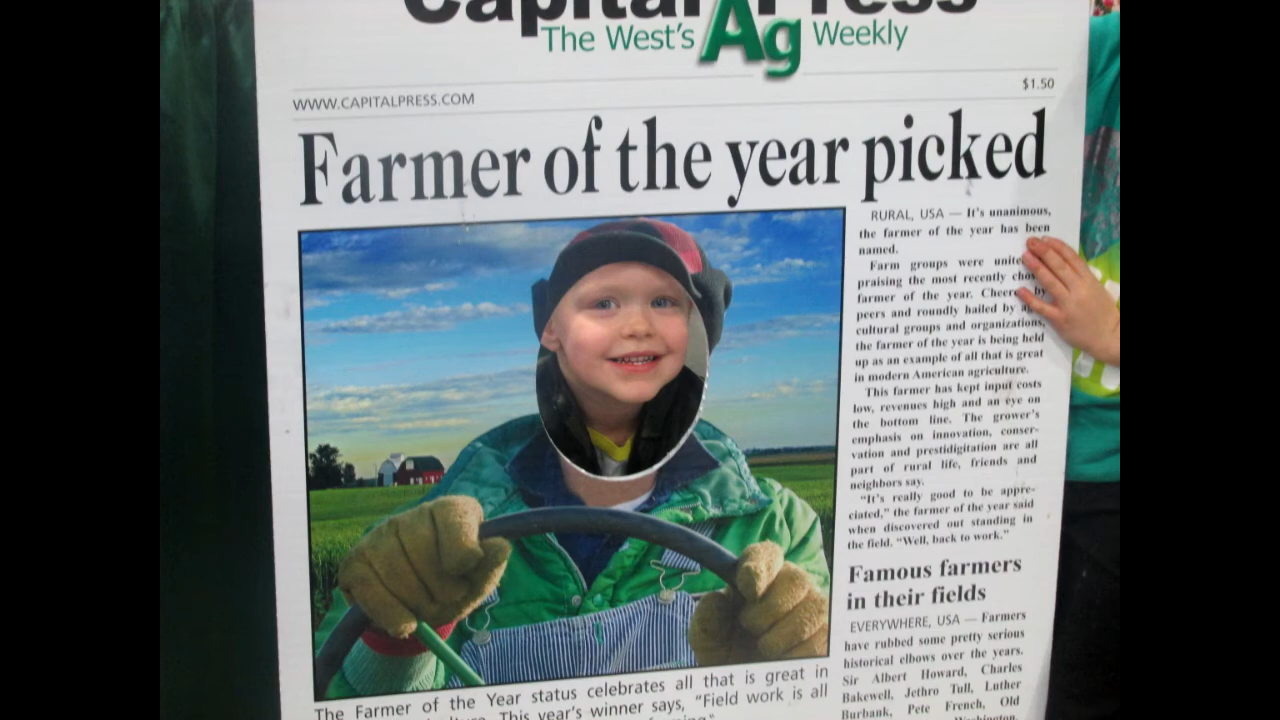 Capital Press
The West's Ag Weekly
WWW.CAPITALPRESS.COM
$1.50
Farmer of the year picked
RURAL, USA — It's unanimous,
the farmer of the year has been
named.
Farm groups were
praising the most recently
farmer of the year. Cheered by
peers and roundly hailed by
cultural groups and organizations,
the farmer of the year is being held
up as an example of all that is great
in modern American agriculture.
This farmer has kept input costs
low, revenues high and an eye on
the bottom line. The grower's
emphasis on innovation, conser-
vation and prestidigitation are all
part of rural life, friends and
neighbors say.
"It's really good to be appre-
ciated," the farmer of the year said
when discovered out standing in
the field. "Well, back to work."
Famous farmers
in their fields
EVERYWHERE, USA — Farmers
have rubbed some pretty serious
historical elbows over the years.
Sir Albert Howard, Charles
Bakewell, Jethro Tull, Luther
Burbank, Pete French, Old
Washington,
The Farmer of the Year status celebrates all that is great in
This year's winner says, "Field work is all